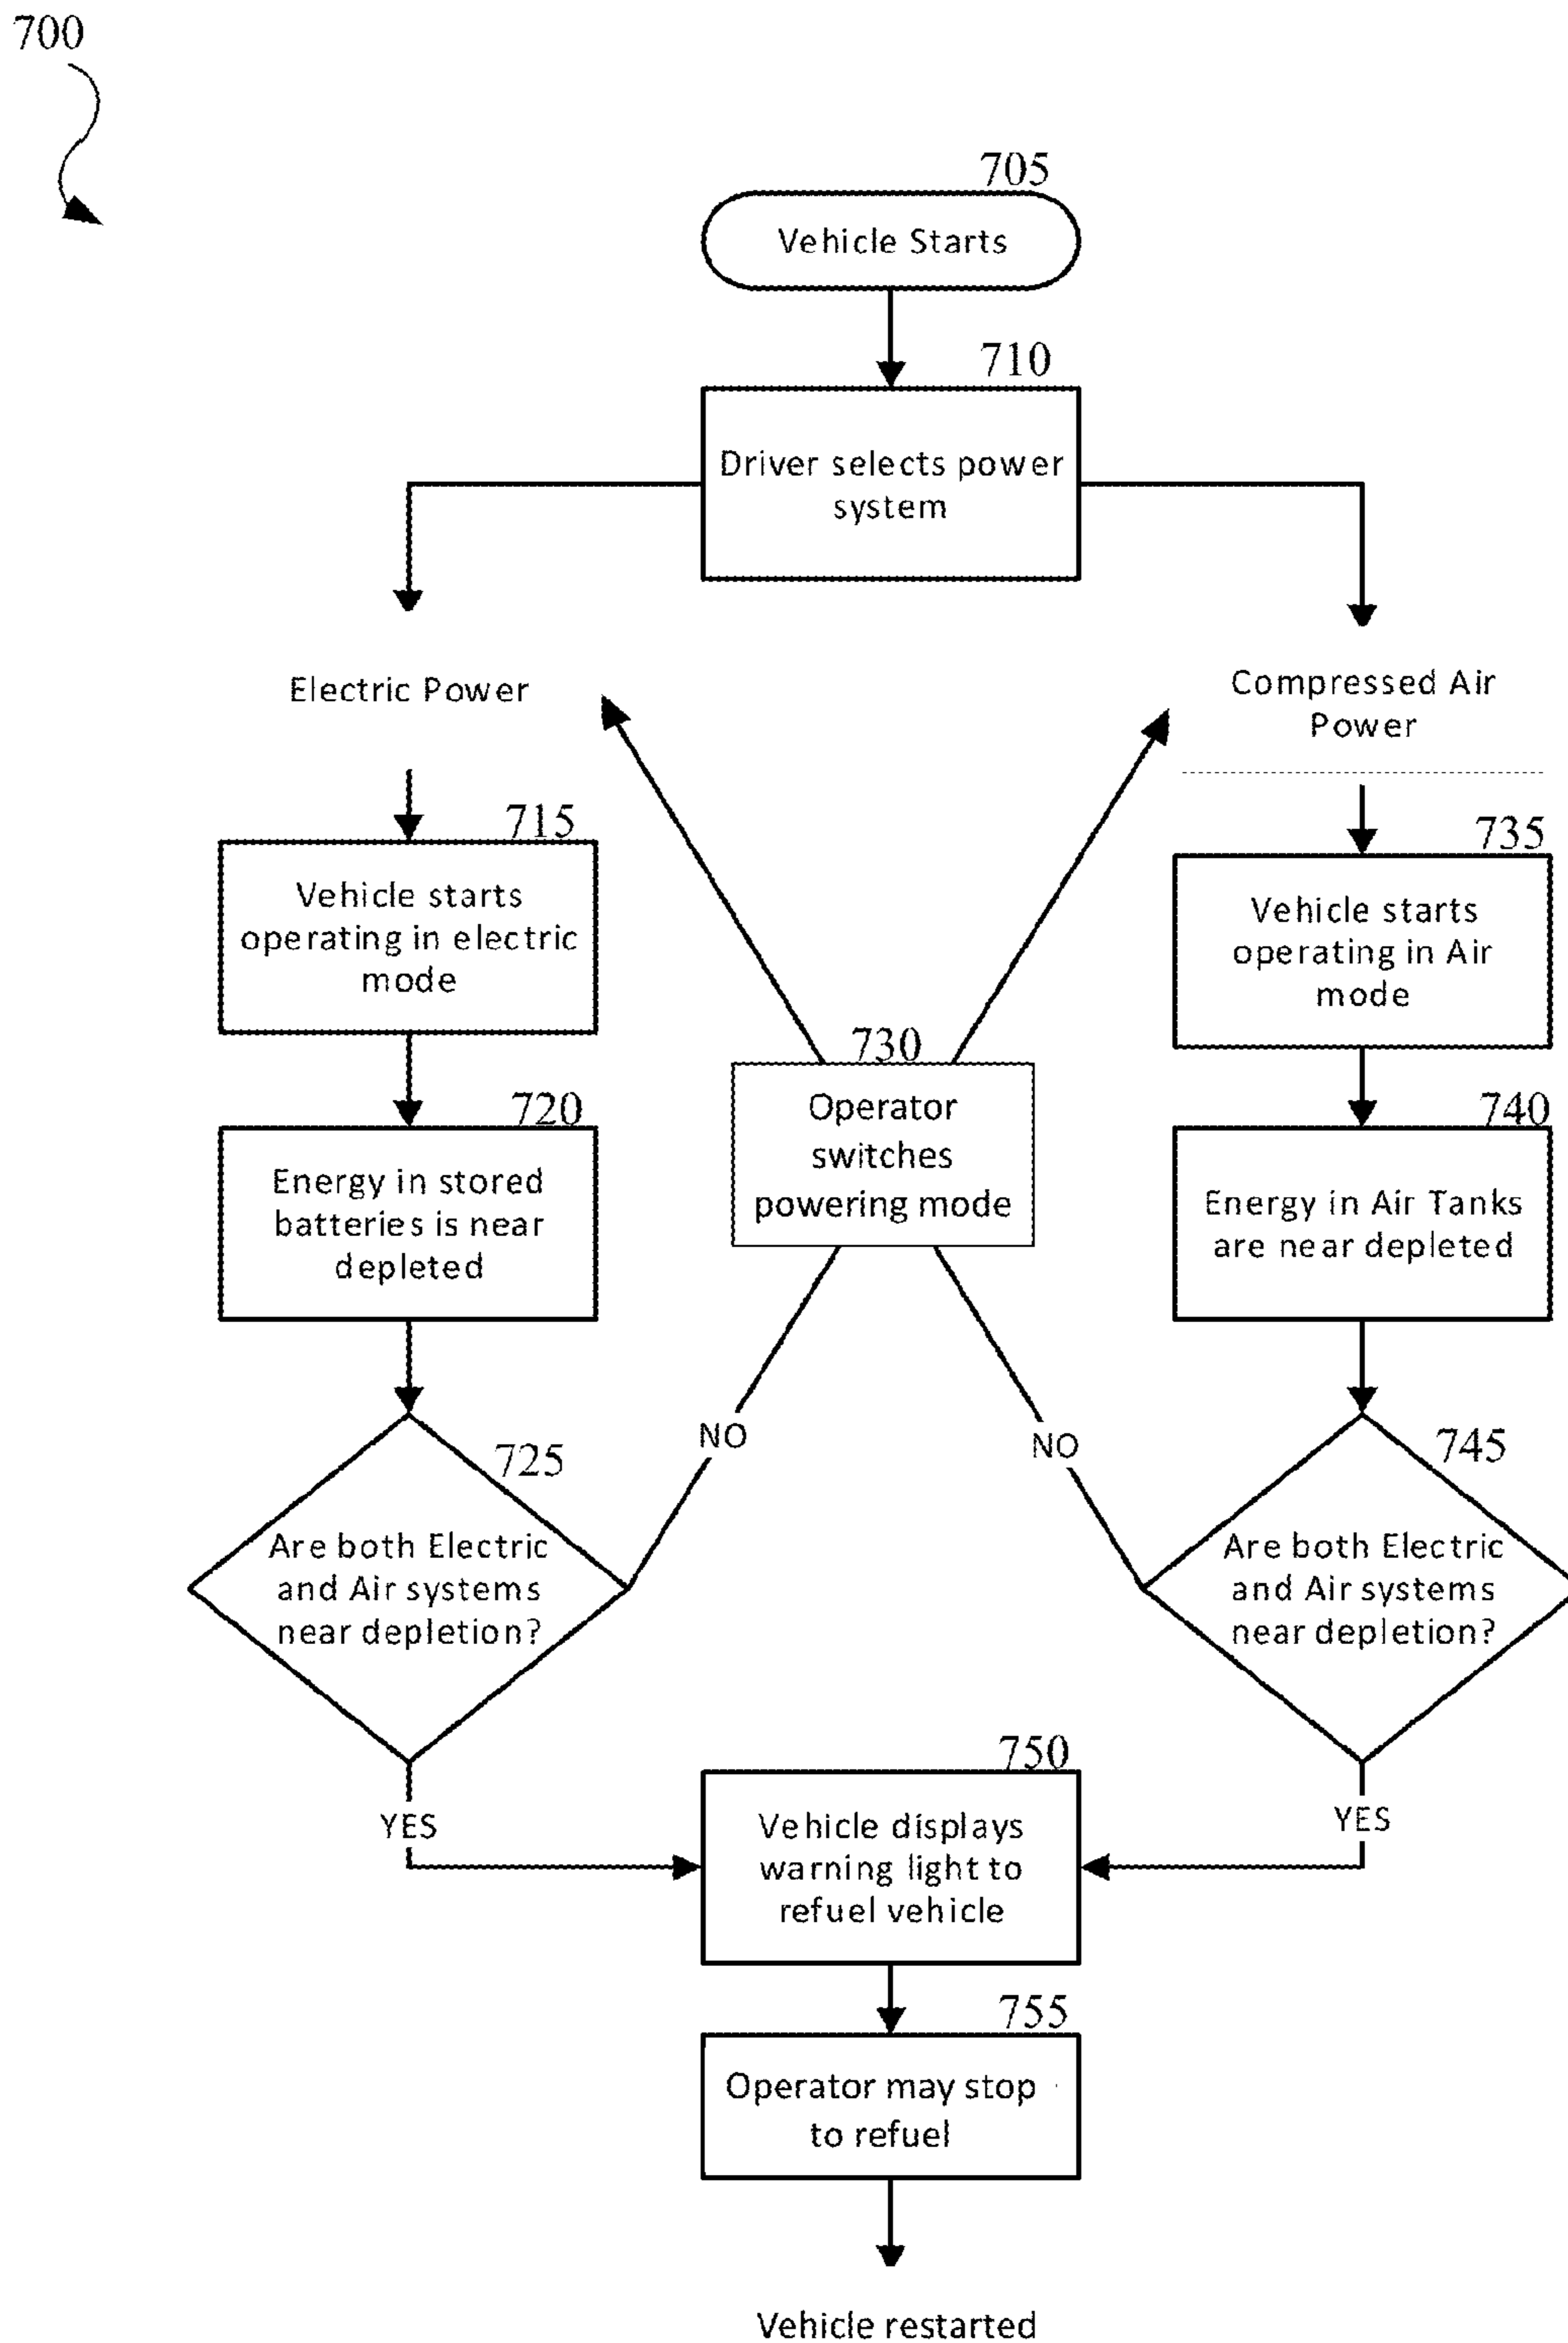 700
705
Vehicle Starts
710
Driver selects power
system
Electric Power
Compressed Air
Power
715
Vehicle starts
operating in electric
mode
735
Vehicle starts
operating in Air
mode
730
Operator
switches
powering mode
720
Energy in stored
batteries is near
depleted
740
Energy in Air Tanks
are near depleted
NO
NO
725
Are both Electric
and Air systems
near depletion?
745
Are both Electric
and Air systems
near depletion?
YES
YES
750
Vehicle displays
warning light to
refuel vehicle
755
Operator may stop
to refuel
Vehicle restarted